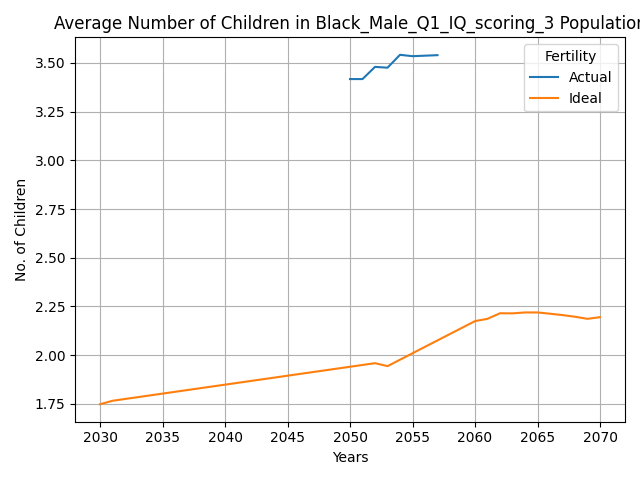 Average Number of Children in Black_Male_Q1_IQ_scoring_3 Population
Fertility
Actual
Ideal
No. of Children
3.50
3.25
3.00
2.75
2.50
2.25
2.00
1.75
2030 2035 2040 2045 2050 2055 2060 2065 2070
Years